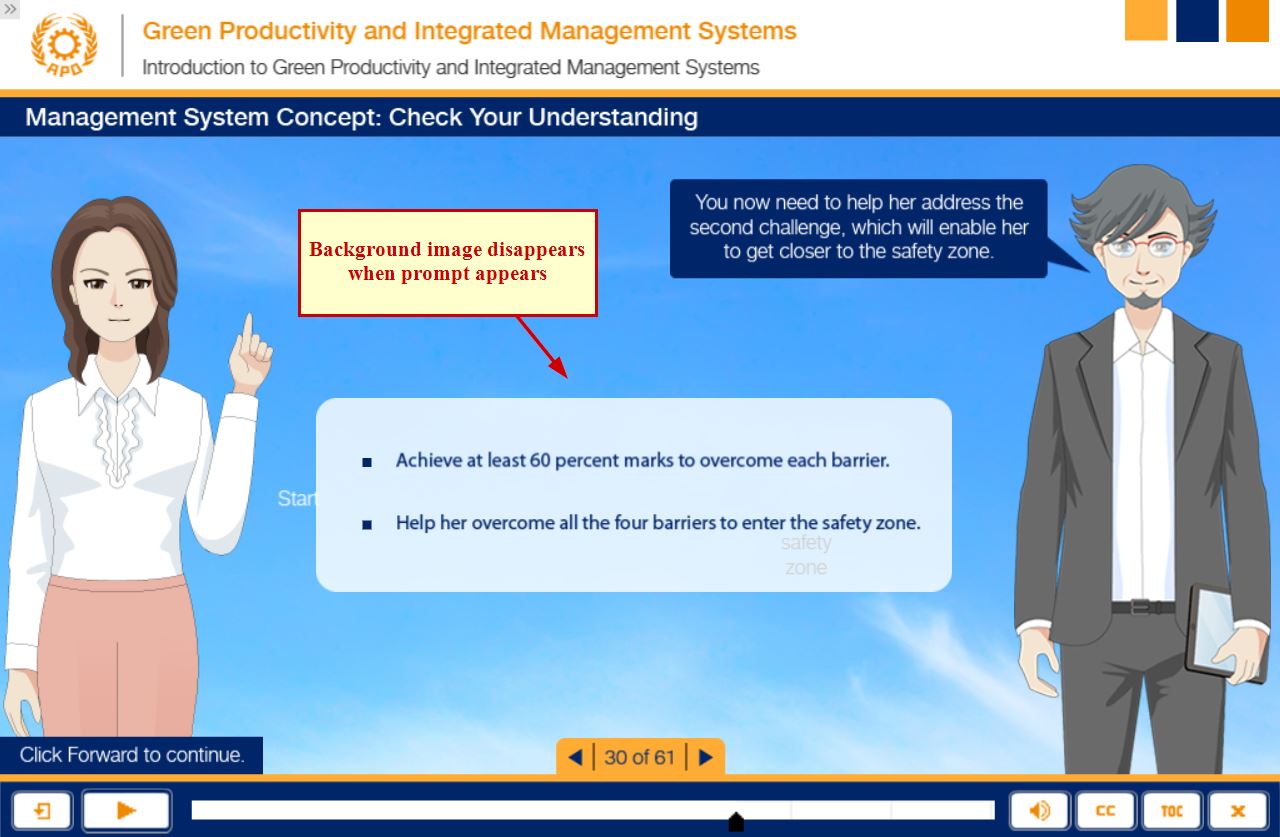 Green Productivity and Integrated Management Systems
APO
Introduction to Green Productivity and Integrated Management Systems
Management System Concept: Check Your Understanding
You now need to help her address the
second challenge, which will enable her
to get closer to the safety zone.
Background image disappears
when prompt appears
Achieve at least 60 percent marks to overcome each barrier.
Start
Help her overcome all the four barriers to enter the safety zone.
safety
zone
Click Forward to continue.
30 of 61
CC
TOC